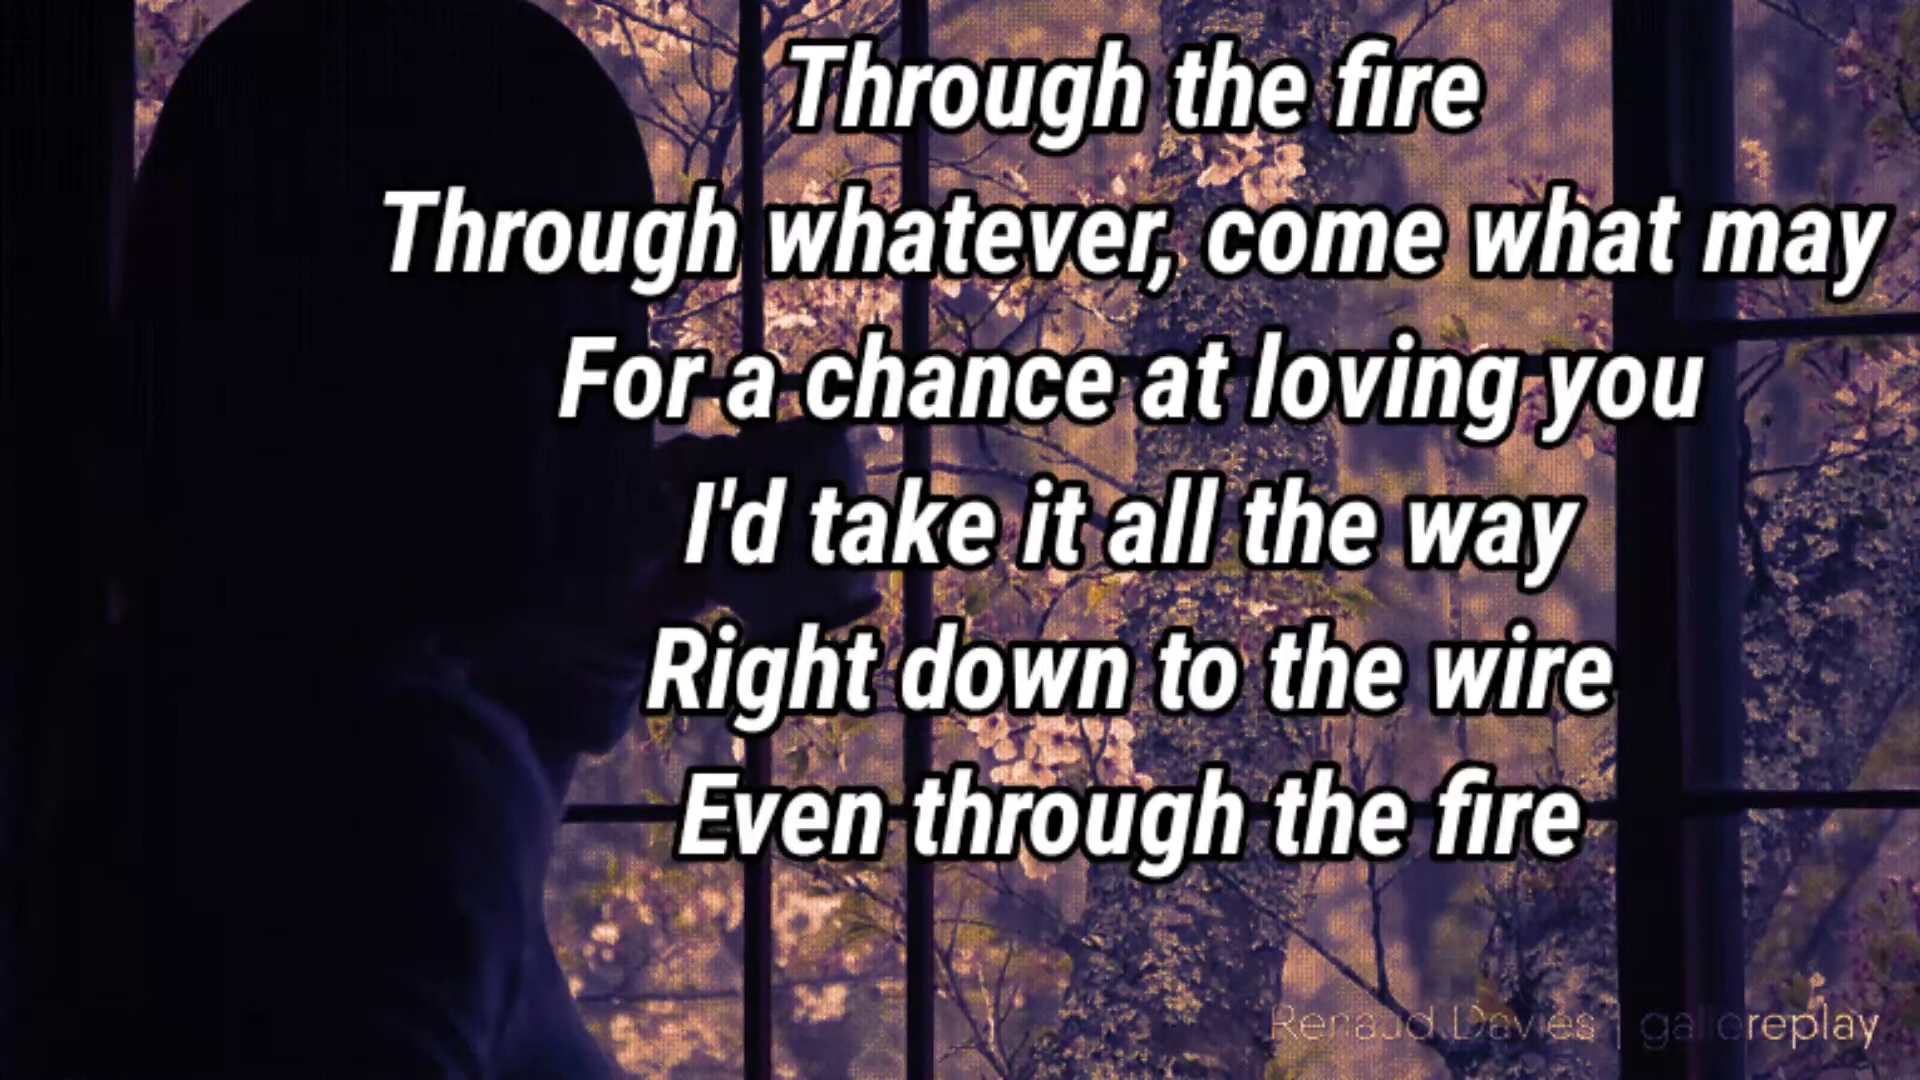 Through the fire
Through whatever, come what may
For a chance at loving you
I'd take it all the way
Right down to the wire
Even through the fire
Renaud Davies | gallereplay